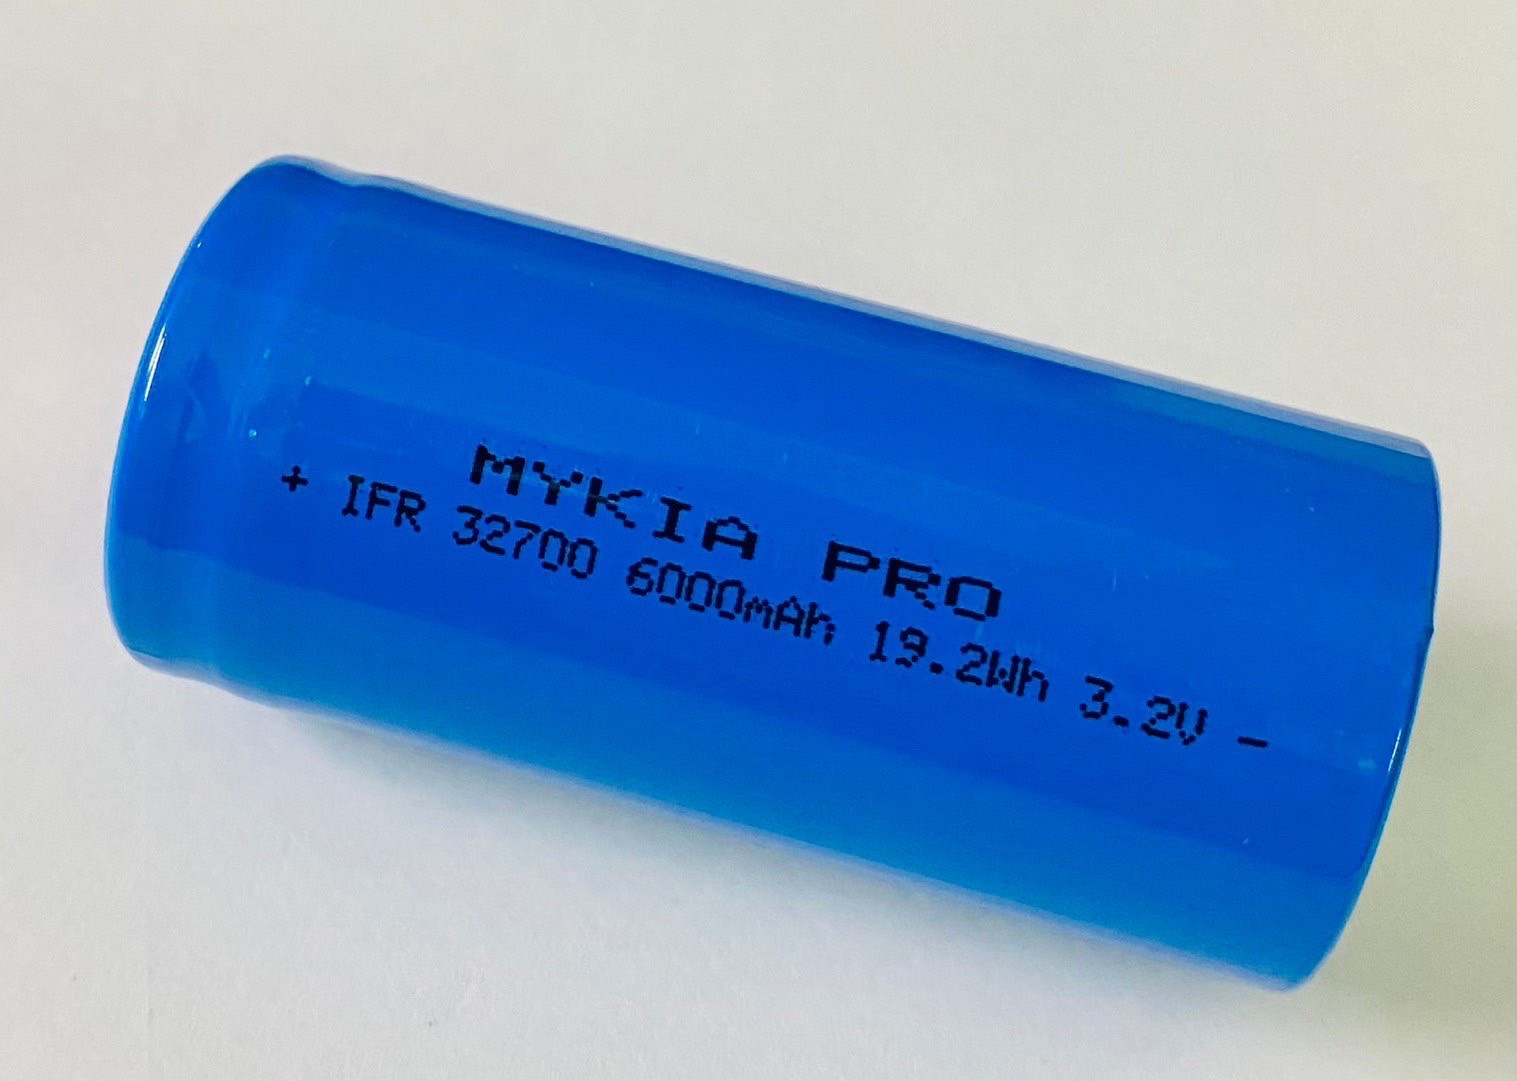 MYKIA PRO
+ IFR 32700 6000mAh 19.2Wh 3.2V -